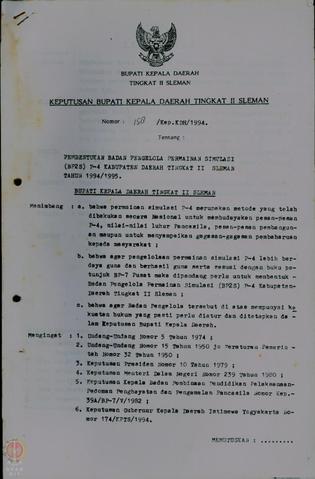 BUPATI KEPALA DAERAH
TINGKAT II SLEMAN
KEPUTUSAN BUPATI KEPALA DAERAH TINGKAT II SLEMAN
Nomor : 158 /Kep.KDH/1994.
Tentang :
PEMBENTUKAN BADAN PENGELOLA PERMAINAN SIMULASI
(BP2S) P-4 KABUPATEN DAERAH TINGKAT II SLEMAN
TAHUN 1994/1995.
BUPATI KEPALA DAERAH TINGKAT II SLEMAN
Menimbang : a. bahwa permainan simulasi P-4 merupakan metode yang telah
dibakukan secara Nasional untuk membudayakan pesan-pesan
P-4, nilai-nilai luhur Pancasila, pesan-pesan pembangun-
an maupun untuk menyampaikan gagasan-gagasan pembaharuan
kepada masyarakat ;
b. bahwa agar pengelolaan permainan simulasi P-4 lebih ber-
daya guna dan berhasil guna serta sesuai dengan buku pe-
tunjuk BP-7 Pusat maka dipandang perlu untuk membentuk -
Badan Pengelola Permainan Simulasi (BP2S) P-4 Kabupaten-
Daerah Tingkat II Sleman ;
c. bahwa agar Badan Pengelola tersebut di atas mempunyai ke
kuatan hukum yang pasti perlu diatur dan ditetapkan da-
lam Keputusan Bupati Kepala Daerah.
Mengingat : 1. Undang-Undang Nomor 5 Tahun 1974 ;
2. Undang-Undang Nomor 15 Tahun 1950 jo Peraturan Pemerin -
tah Nomor 32 Tahun 1950 ;
3. Keputusan Presiden Nomor 10 Tahun 1979 ;
4. Keputusan Menteri Dalam Negeri Nomor 239 Tahun 1980 ;
5. Keputusan Kepala Badan Pembinaan Pendidikan Pelaksanaan-
Pedoman Penghayatan dan Pengamalan Pancasila Nomor Kep-
39A/BP-7/V/1982 ;
6. Keputusan Gubernur Kepala Daerah Istimewa Yogyakarta No-
mor 174/KPTS/1994.
MEMUTUSKAN : .........